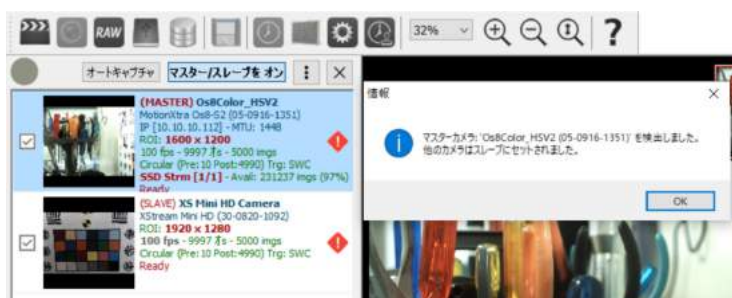 RAW
32%
?
オートキャプチャ マスター/スレーブを オン
(MASTER) Os8Color_HSV2
MotionXtra Os8-S2 (05-0916-1351)
IP [10.10.10.112] - MTU: 1448
ROI: 1600 x 1200
100 fps - 9997 - 5000 imgs
Circular (Pre:10 Post:4990) Trg: SWC
SSD Strm [1/1] - Avail: 231237 imgs (97%)
Ready
(SLAVE) XS Mini HD Camera
XStream Mini HD (30-0820-1092)
ROI: 1920 x 1280
100 fps - 9997 - 5000 imgs
Circular (Pre:10 Post:4990) Trg: SWC
Ready
情報
マスターカメラ: 'Os8Color_HSV2 (05-0916-1351)' を検出しました。
他のカメラはスレーブにセットされました。
OK